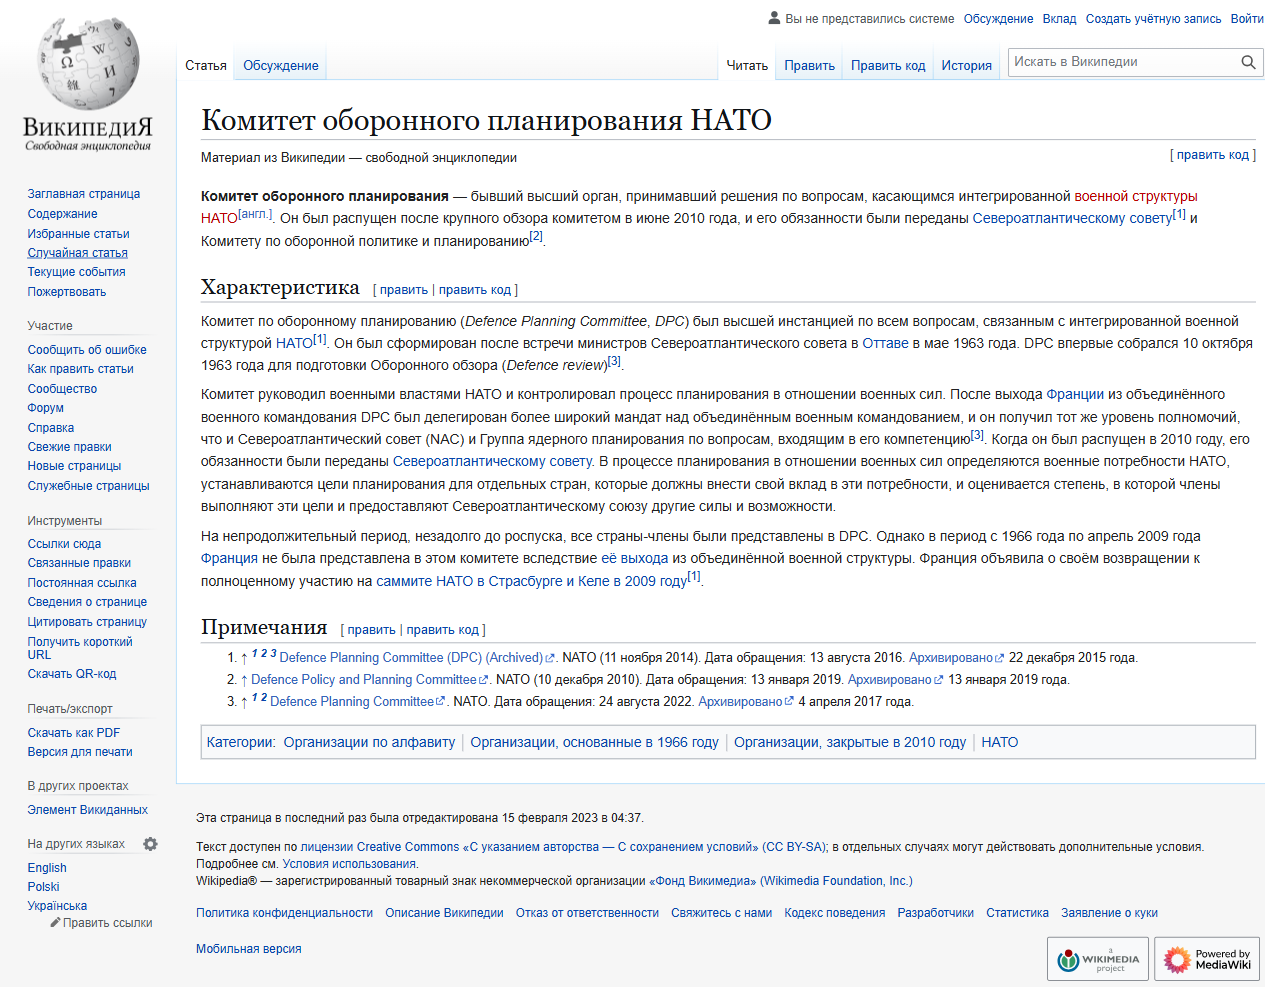 Вы не представились системе Обсуждение Вклад Создать учётную запись Войти
Статья Обсуждение Читать Править Править код История Искать в Википедии
ВикипедиЯ
Свободная энциклопедия
Комитет оборонного планирования НАТО
Материал из Википедии — свободной энциклопедии [ править код ]
Комитет оборонного планирования — бывший высший орган, принимавший решения по вопросам, касающимся интегрированной военной структуры
НАТО[англ.]. Он был распущен после крупного обзора комитетом в июне 2010 года, и его обязанности были переданы Североатлантическому совету[1] и
Комитету по оборонной политике и планированию[2].
Характеристика [ править | править код ]
Комитет по оборонному планированию (Defence Planning Committee, DPC) был высшей инстанцией по всем вопросам, связанным с интегрированной военной
структурой НАТО[1]. Он был сформирован после встречи министров Североатлантического совета в Оттаве в мае 1963 года. DPC впервые собрался 10 октября
1963 года для подготовки Оборонного обзора (Defence review)[3].
Комитет руководил военными властями НАТО и контролировал процесс планирования в отношении военных сил. После выхода Франции из объединённого
военного командования DPC был делегирован более широкий мандат над объединённым военным командованием, и он получил тот же уровень полномочий,
что и Североатлантический совет (NAC) и Группа ядерного планирования по вопросам, входящим в его компетенцию[3]. Когда он был распущен в 2010 году, его
обязанности были переданы Североатлантическому совету. В процессе планирования в отношении военных сил определяются военные потребности НАТО,
устанавливаются цели планирования для отдельных стран, которые должны внести свой вклад в эти потребности, и оценивается степень, в которой члены
выполняют эти цели и предоставляют Североатлантическому союзу другие силы и возможности.
На непродолжительный период, незадолго до роспуска, все страны-члены были представлены в DPC. Однако в период с 1966 года по апрель 2009 года
Франция не была представлена в этом комитете вследствие её выхода из объединённой военной структуры. Франция объявила о своём возвращении к
полноценному участию на саммите НАТО в Страсбурге и Келе в 2009 году[1].
Примечания [ править | править код ]
1. ↑ 1 2 3 Defence Planning Committee (DPC) (Archived). NATO (11 ноября 2014). Дата обращения: 13 августа 2016. Архивировано 22 декабря 2015 года.
2. ↑ Defence Policy and Planning Committee. NATO (10 декабря 2010). Дата обращения: 13 января 2019. Архивировано 13 января 2019 года.
3. ↑ 1 2 Defence Planning Committee. NATO. Дата обращения: 24 августа 2022. Архивировано 4 апреля 2017 года.
Категории: Организации по алфавиту Организации, основанные в 1966 году Организации, закрытые в 2010 году НАТО
Заглавная страница
Содержание
Избранные статьи
Случайная статья
Текущие события
Пожертвовать
Участие
Сообщить об ошибке
Как править статьи
Сообщество
Форум
Справка
Свежие правки
Новые страницы
Служебные страницы
Инструменты
Ссылки сюда
Связанные правки
Постоянная ссылка
Сведения о странице
Цитировать страницу
Получить короткий
URL
Скачать QR-код
Печать/экспорт
Скачать как PDF
Версия для печати
В других проектах
Элемент Викиданных
На других языках
English
Polski
Українська
Править ссылки
Эта страница в последний раз была отредактирована 15 февраля 2023 в 04:37.
Текст доступен по лицензии Creative Commons «С указанием авторства — С сохранением условий» (CC BY-SA); в отдельных случаях могут действовать дополнительные условия.
Подробнее см. Условия использования.
Wikipedia® — зарегистрированный товарный знак некоммерческой организации «Фонд Викимедиа» (Wikimedia Foundation, Inc.)
Политика конфиденциальности Описание Википедии Отказ от ответственности Свяжитесь с нами Кодекс поведения Разработчики Статистика Заявление о куки
Мобильная версия
a
WIKIMEDIA
project
Powered by
MediaWiki